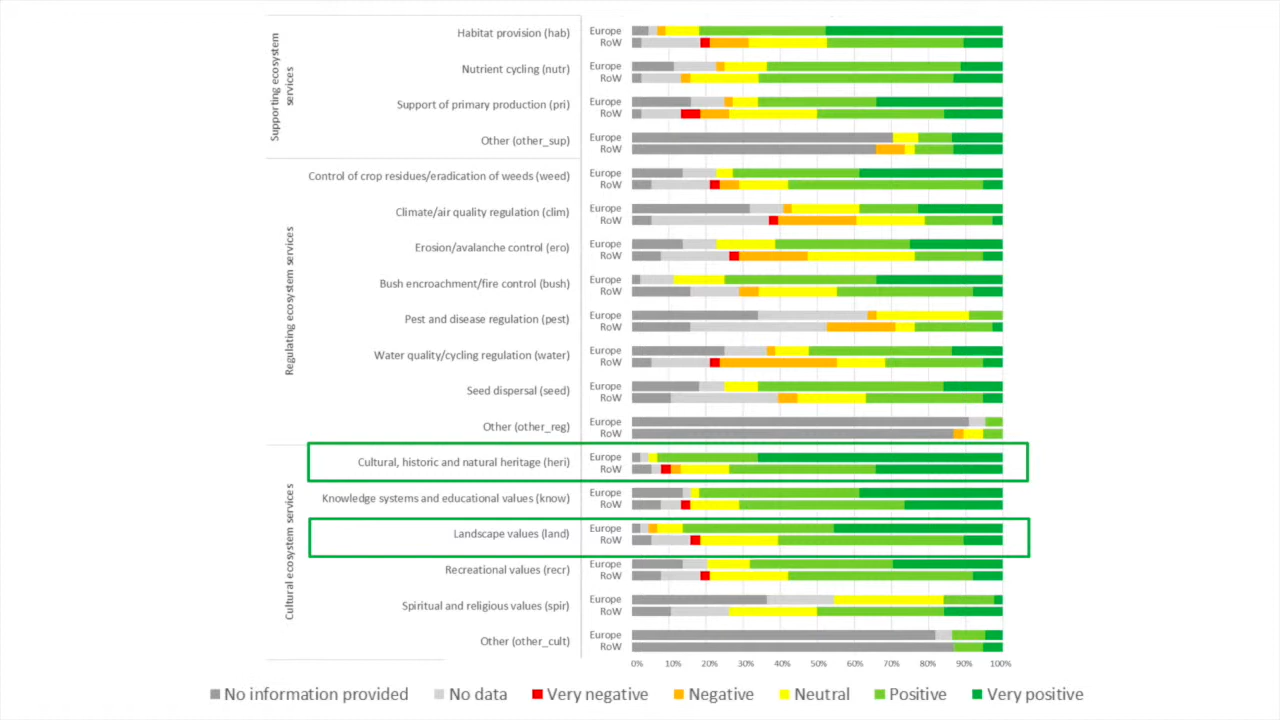 Supporting ecosystem
services
Habitat provision (hab)
Europe
RoW
Nutrient cycling (nutr)
Europe
RoW
Support of primary production (pri)
Europe
RoW
Other (other_sup)
Europe
RoW
Regulating ecosystem services
Control of crop residues/eradication of weeds (weed)
Europe
RoW
Climate/air quality regulation (clim)
Europe
RoW
Erosion/avalanche control (ero)
Europe
RoW
Bush encroachment/fire control (bush)
Europe
RoW
Pest and disease regulation (pest)
Europe
RoW
Water quality/cycling regulation (water)
Europe
RoW
Seed dispersal (seed)
Europe
RoW
Other (other_reg)
Europe
RoW
Cultural ecosystem services
Cultural, historic and natural heritage (heri)
Europe
RoW
Knowledge systems and educational values (know)
Europe
RoW
Landscape values (land)
Europe
RoW
Recreational values (recr)
Europe
RoW
Spiritual and religious values (spir)
Europe
RoW
Other (other_cult)
Europe
RoW
0% 10% 20% 30% 40% 50% 60% 70% 80% 90% 100%
No information provided No data Very negative Negative Neutral Positive Very positive